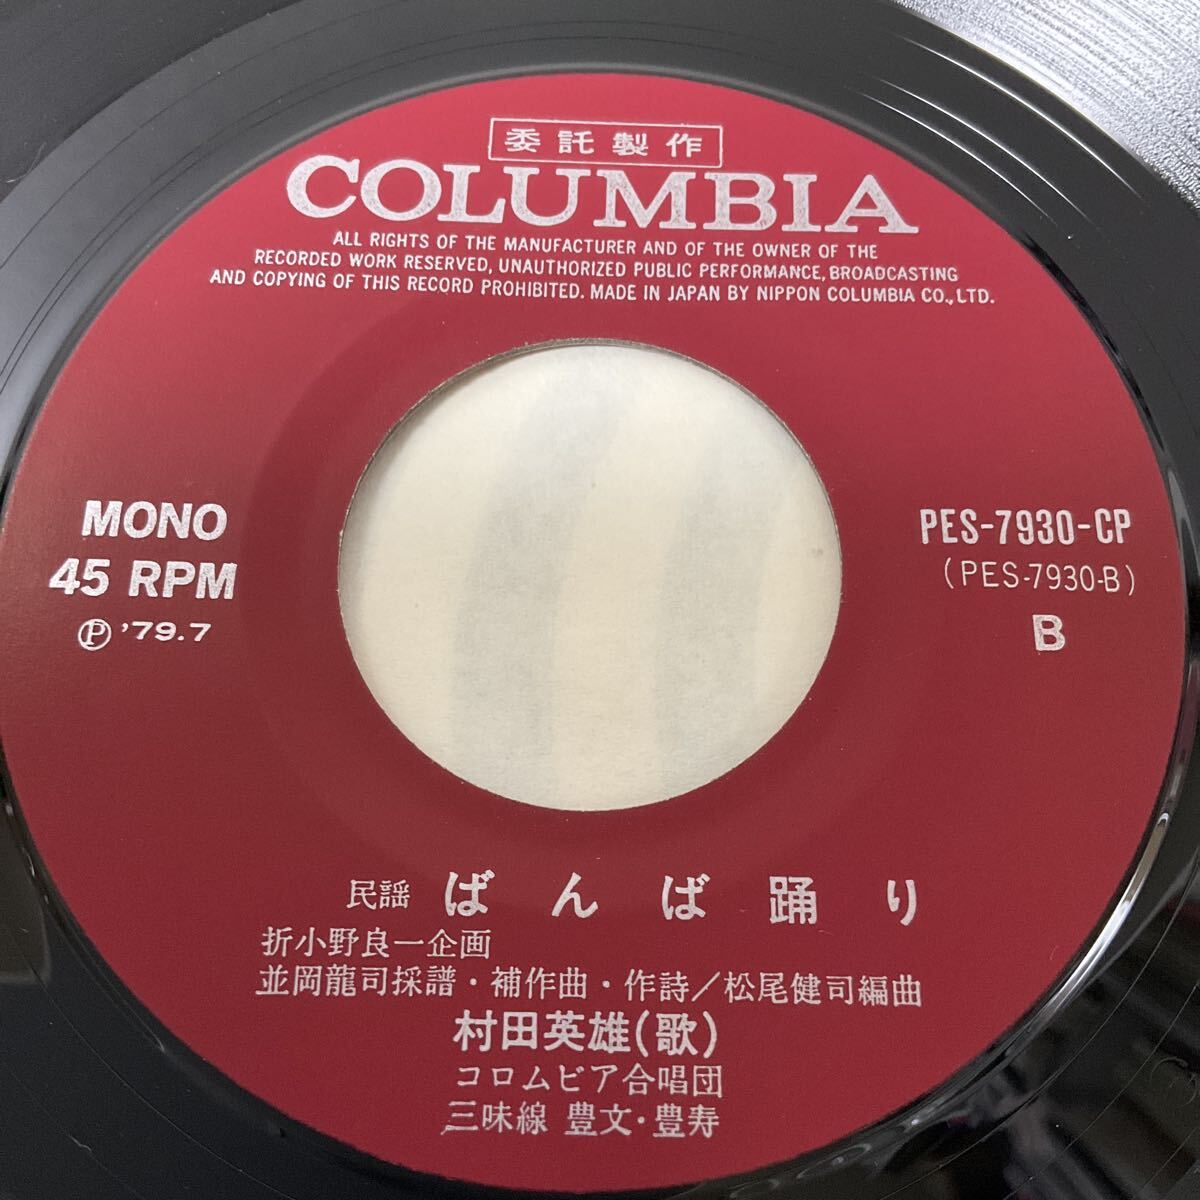 委託製作
COLUMBIA
ALL RIGHTS OF THE MANUFACTURER AND OF THE OWNER OF THE
RECORDED WORK RESERVED, UNAUTHORIZED PUBLIC PERFORMANCE, BROADCASTING
AND COPYING OF THIS RECORD PROHIBITED. MADE IN JAPAN BY NIPPON COLUMBIA CO., LTD.
MONO
45 RPM
Ⓟ '79.7
PES-7930-CP
(PES-7930-B)
B
民謡 ばんば踊り
折小野良一企画
並岡龍司採譜・補作曲・作詩/松尾健司編曲
村田英雄(歌)
コロムビア合唱団
三味線 豊文・豊寿